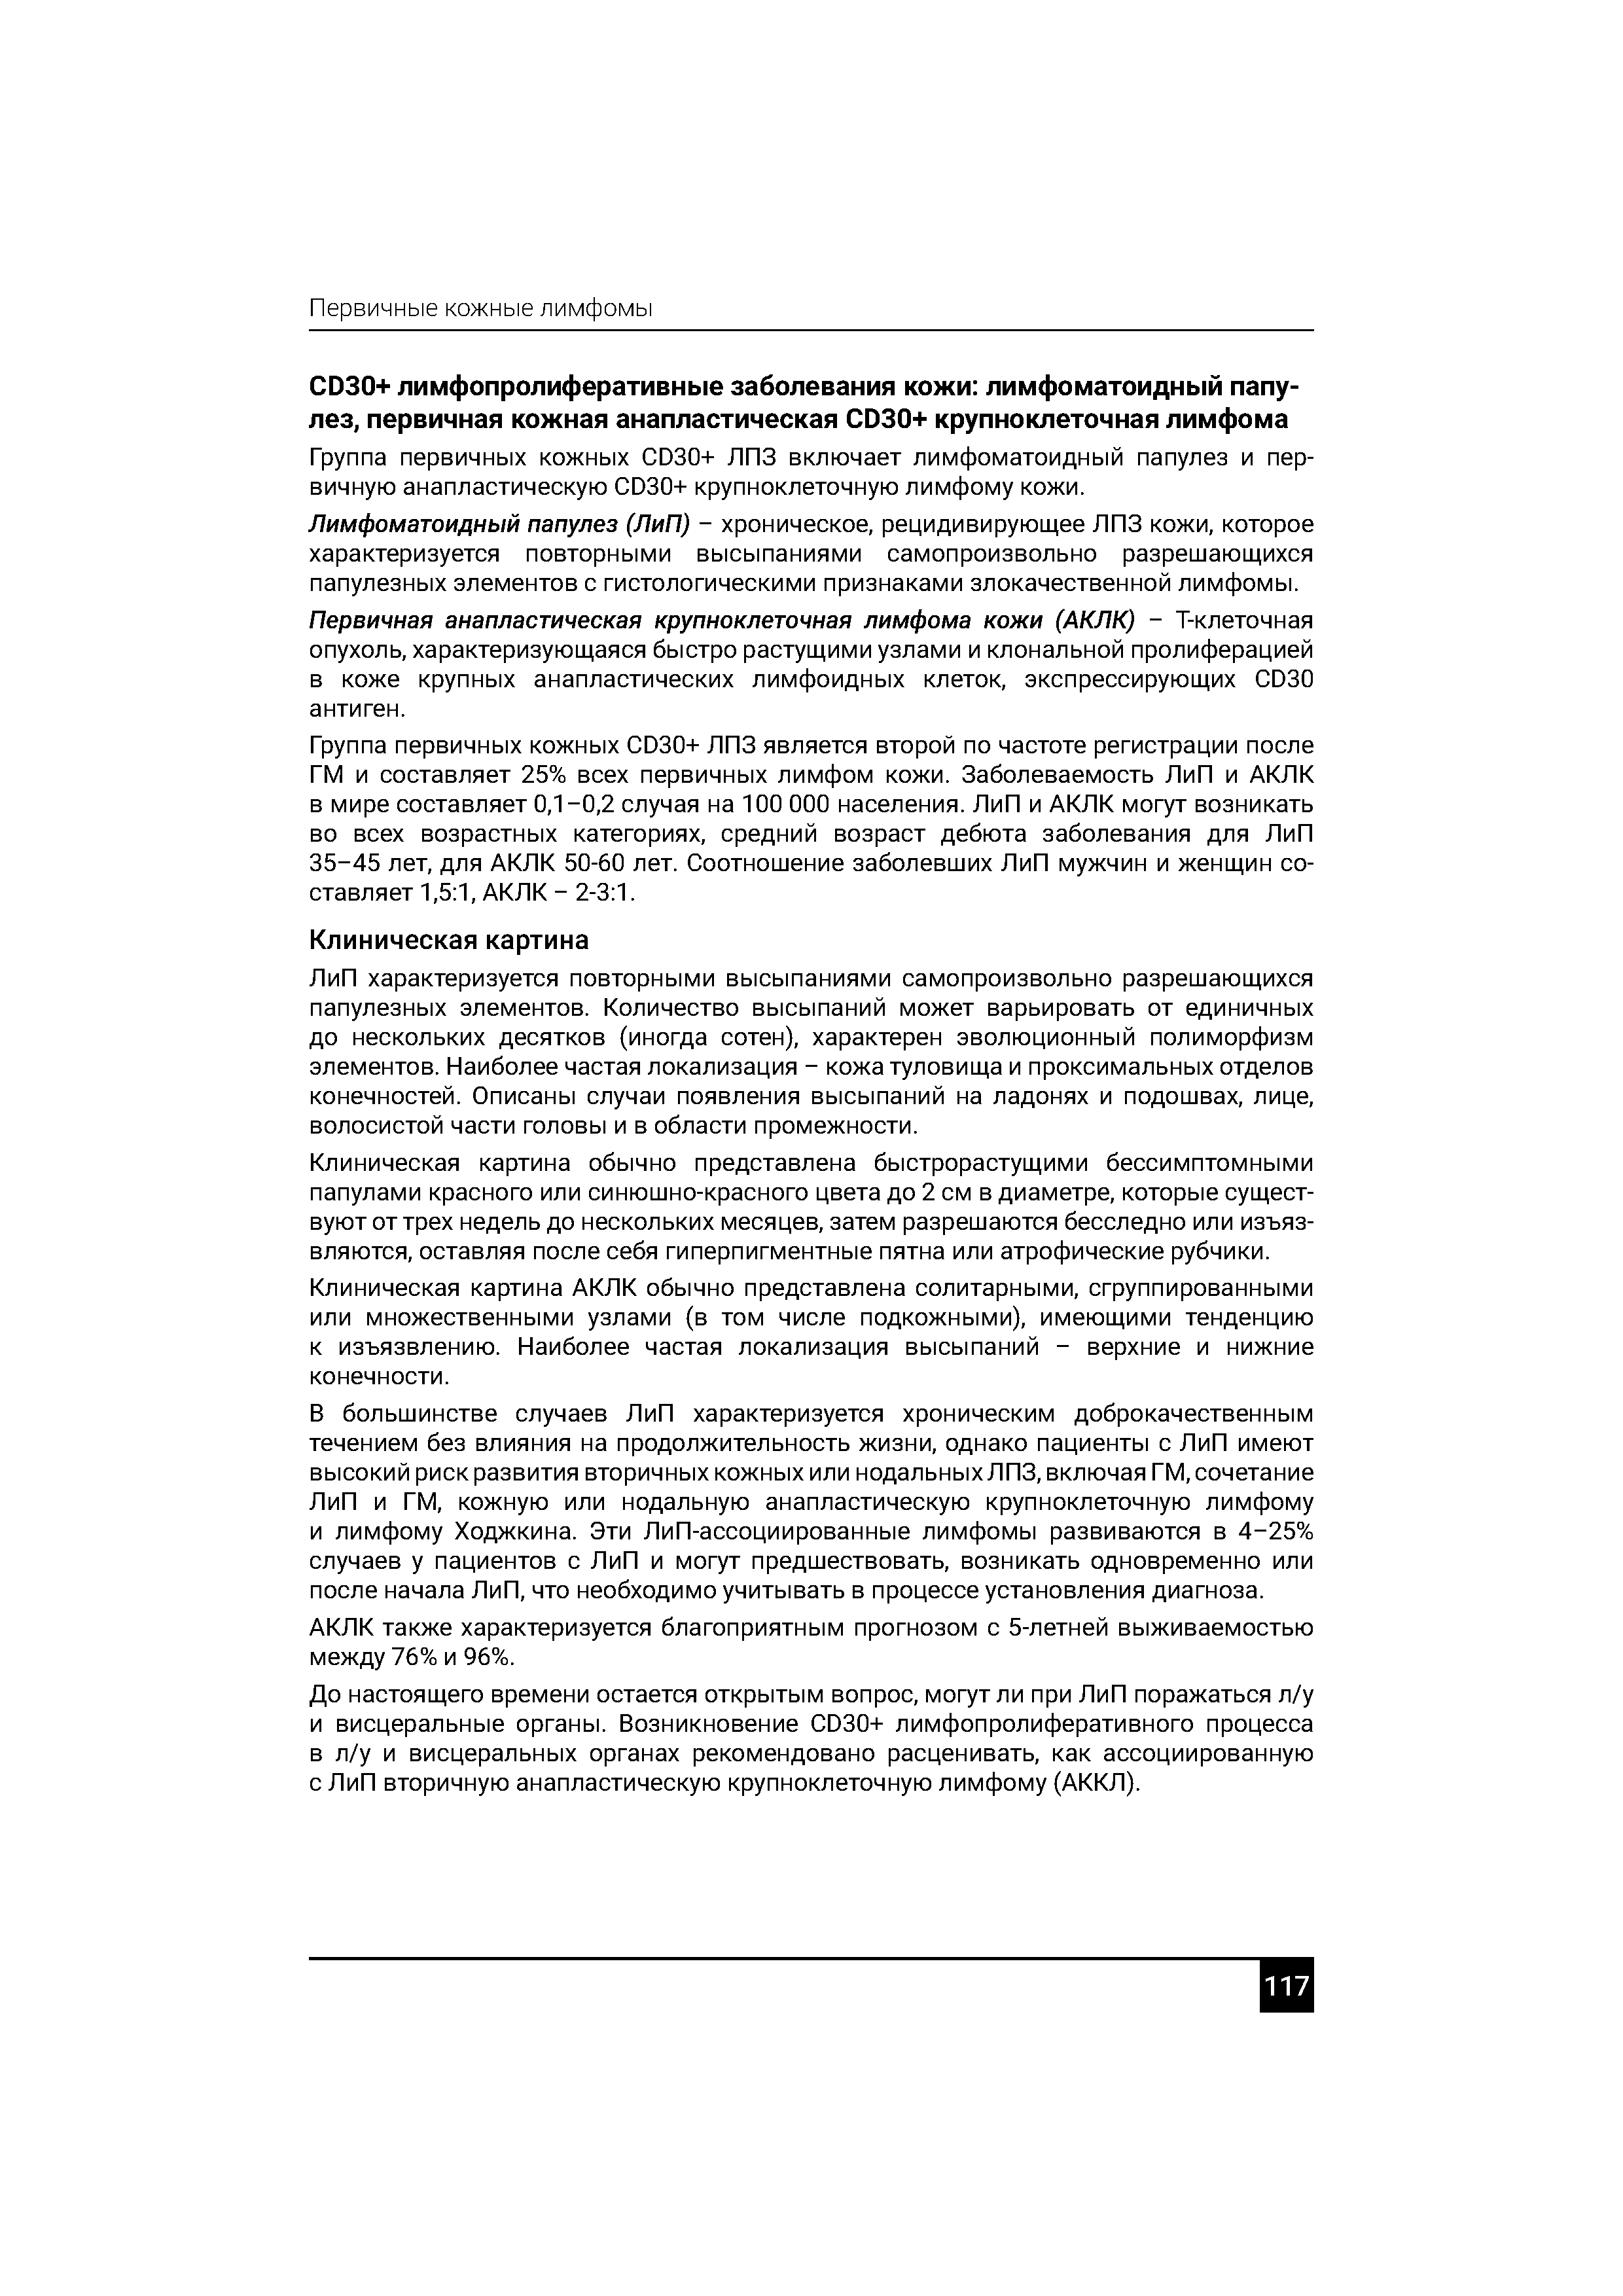 Первичные кожные лимфомы
CD30+ лимфопролиферативные заболевания кожи: лимфоматоидный папу-
лез, первичная кожная анапластическая CD30+ крупноклеточная лимфома
Группа первичных кожных CD30+ ЛПЗ включает лимфоматоидный папулез и пер-
вичную анапластическую CD30+ крупноклеточную лимфому кожи.
Лимфоматоидный папулез (ЛиП) – хроническое, рецидивирующее ЛПЗ кожи, которое
характеризуется повторными высыпаниями самопроизвольно разрешающихся
папулезных элементов с гистологическими признаками злокачественной лимфомы.
Первичная анапластическая крупноклеточная лимфома кожи (АКЛК) – Т-клеточная
опухоль, характеризующаяся быстро растущими узлами и клональной пролиферацией
в коже крупных анапластических лимфоидных клеток, экспрессирующих CD30
антиген.
Группа первичных кожных CD30+ ЛПЗ является второй по частоте регистрации после
ГМ и составляет 25% всех первичных лимфом кожи. Заболеваемость ЛиП и АКЛК
в мире составляет 0,1–0,2 случая на 100 000 населения. ЛиП и АКЛК могут возникать
во всех возрастных категориях, средний возраст дебюта заболевания для ЛиП
35–45 лет, для АКЛК 50-60 лет. Соотношение заболевших ЛиП мужчин и женщин со-
ставляет 1,5:1, АКЛК – 2-3:1.
Клиническая картина
ЛиП характеризуется повторными высыпаниями самопроизвольно разрешающихся
папулезных элементов. Количество высыпаний может варьировать от единичных
до нескольких десятков (иногда сотен), характерен эволюционный полиморфизм
элементов. Наиболее частая локализация – кожа туловища и проксимальных отделов
конечностей. Описаны случаи появления высыпаний на ладонях и подошвах, лице,
волосистой части головы и в области промежности.
Клиническая картина обычно представлена быстрорастущими бессимптомными
папулами красного или синюшно-красного цвета до 2 см в диаметре, которые сущест-
вуют от трех недель до нескольких месяцев, затем разрешаются бесследно или изъяз-
вляются, оставляя после себя гиперпигментные пятна или атрофические рубчики.
Клиническая картина АКЛК обычно представлена солитарными, сгруппированными
или множественными узлами (в том числе подкожными), имеющими тенденцию
к изъязвлению. Наиболее частая локализация высыпаний – верхние и нижние
конечности.
В большинстве случаев ЛиП характеризуется хроническим доброкачественным
течением без влияния на продолжительность жизни, однако пациенты с ЛиП имеют
высокий риск развития вторичных кожных или нодальных ЛПЗ, включая ГМ, сочетание
ЛиП и ГМ, кожную или нодальную анапластическую крупноклеточную лимфому
и лимфому Ходжкина. Эти ЛиП-ассоциированные лимфомы развиваются в 4–25%
случаев у пациентов с ЛиП и могут предшествовать, возникать одновременно или
после начала ЛиП, что необходимо учитывать в процессе установления диагноза.
АКЛК также характеризуется благоприятным прогнозом с 5-летней выживаемостью
между 76% и 96%.
До настоящего времени остается открытым вопрос, могут ли при ЛиП поражаться л/у
и висцеральные органы. Возникновение CD30+ лимфопролиферативного процесса
в л/у и висцеральных органах рекомендовано расценивать, как ассоциированную
с ЛиП вторичную анапластическую крупноклеточную лимфому (АККЛ).
117